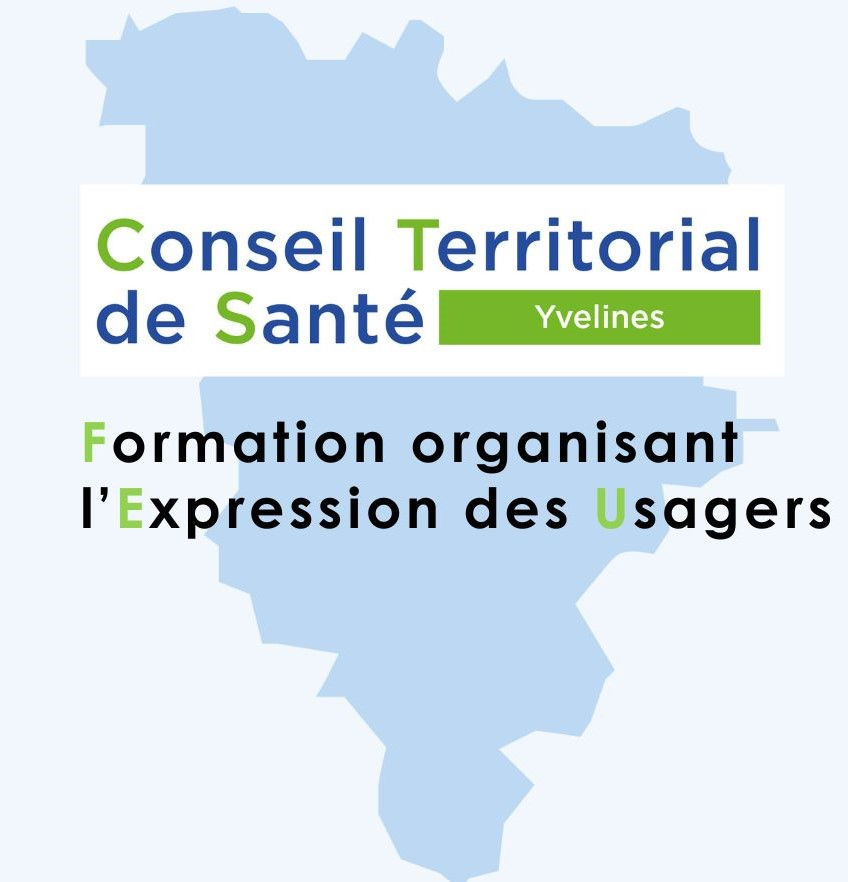 Conseil Territorial
de Santé Yvelines
Formation organisant
l'Expression des Usagers